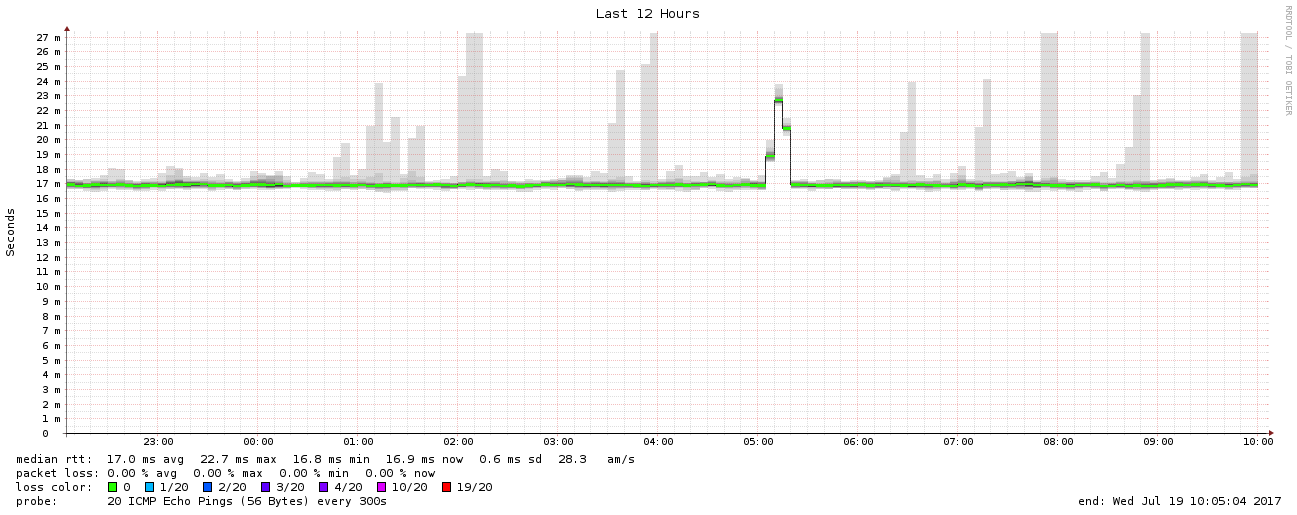 Last 12 Hours
RRDTOOL / TOBI OETIKER
27 m
26 m
25 m
24 m
23 m
22 m
21 m
20 m
19 m
18 m
17 m
16 m
15 m
14 m
13 m
12 m
11 m
10 m
9 m
8 m
7 m
6 m
5 m
4 m
3 m
2 m
1 m
0
Seconds
23:00 00:00 01:00 02:00 03:00 04:00 05:00 06:00 07:00 08:00 09:00 10:00
median rtt: 17.0 ms avg 22.7 ms max 16.8 ms min 16.9 ms now 0.6 ms sd 28.3 am/s
packet loss: 0.00 % avg 0.00 % max 0.00 % min 0.00 % now
loss color: 0 1/20 2/20 3/20 4/20 10/20 19/20
probe: 20 ICMP Echo Pings (56 Bytes) every 300s end: Wed Jul 19 10:05:04 2017